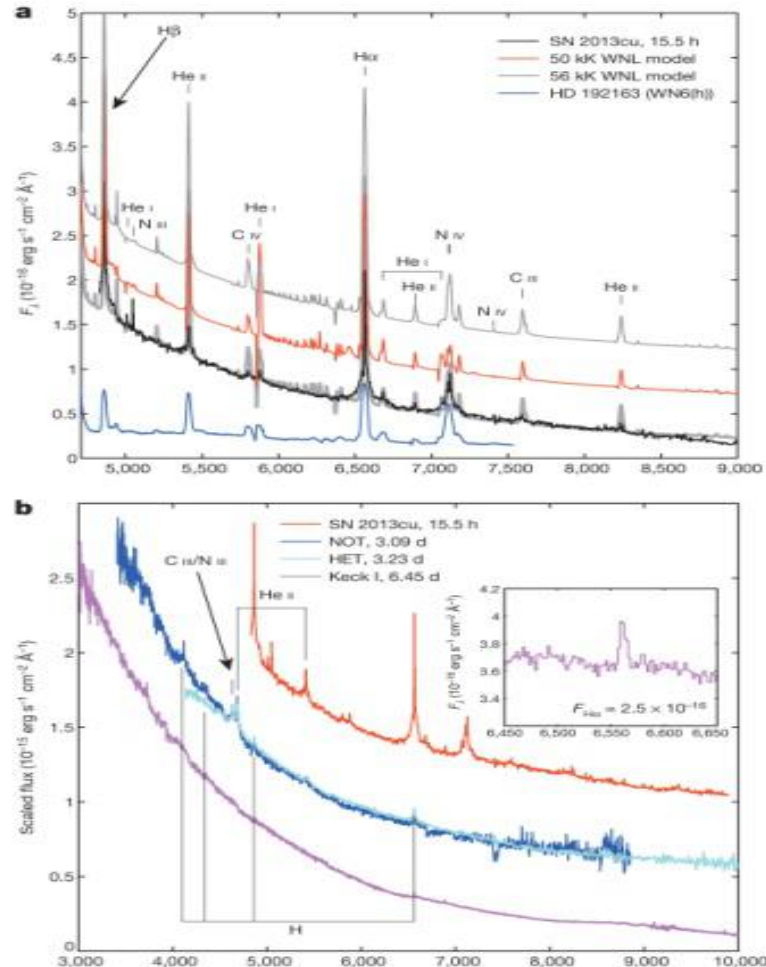 a
5
4.5
4
3.5
3
2.5
2
1.5
1
0.5
0
F λ (10⁻¹⁶ erg s⁻¹ cm⁻² Å⁻¹)
Hβ
He II
Hα
SN 2013cu, 15.5 h
50 kK WNL model
56 kK WNL model
HD 192163 (WN6(h))
He I
N III
C IV
He I
He I
He II
N IV
N IV
C III
He II
5,000 5,500 6,000 6,500 7,000 7,500 8,000 8,500 9,000
b
2.5
2
1.5
1
0.5
0
Scaled flux (10⁻¹⁵ erg s⁻¹ cm⁻² Å⁻¹)
SN 2013cu, 15.5 h
NOT, 3.09 d
HET, 3.23 d
Keck I, 6.45 d
C III/N III
He II
H
4.2
4
3.8
3.6
3.4
F λ (10⁻¹⁶ erg s⁻¹ cm⁻² Å⁻¹)
F Hα = 2.5 × 10⁻¹⁶
6,450 6,500 6,550 6,600 6,650
3,000 4,000 5,000 6,000 7,000 8,000 9,000 10,000